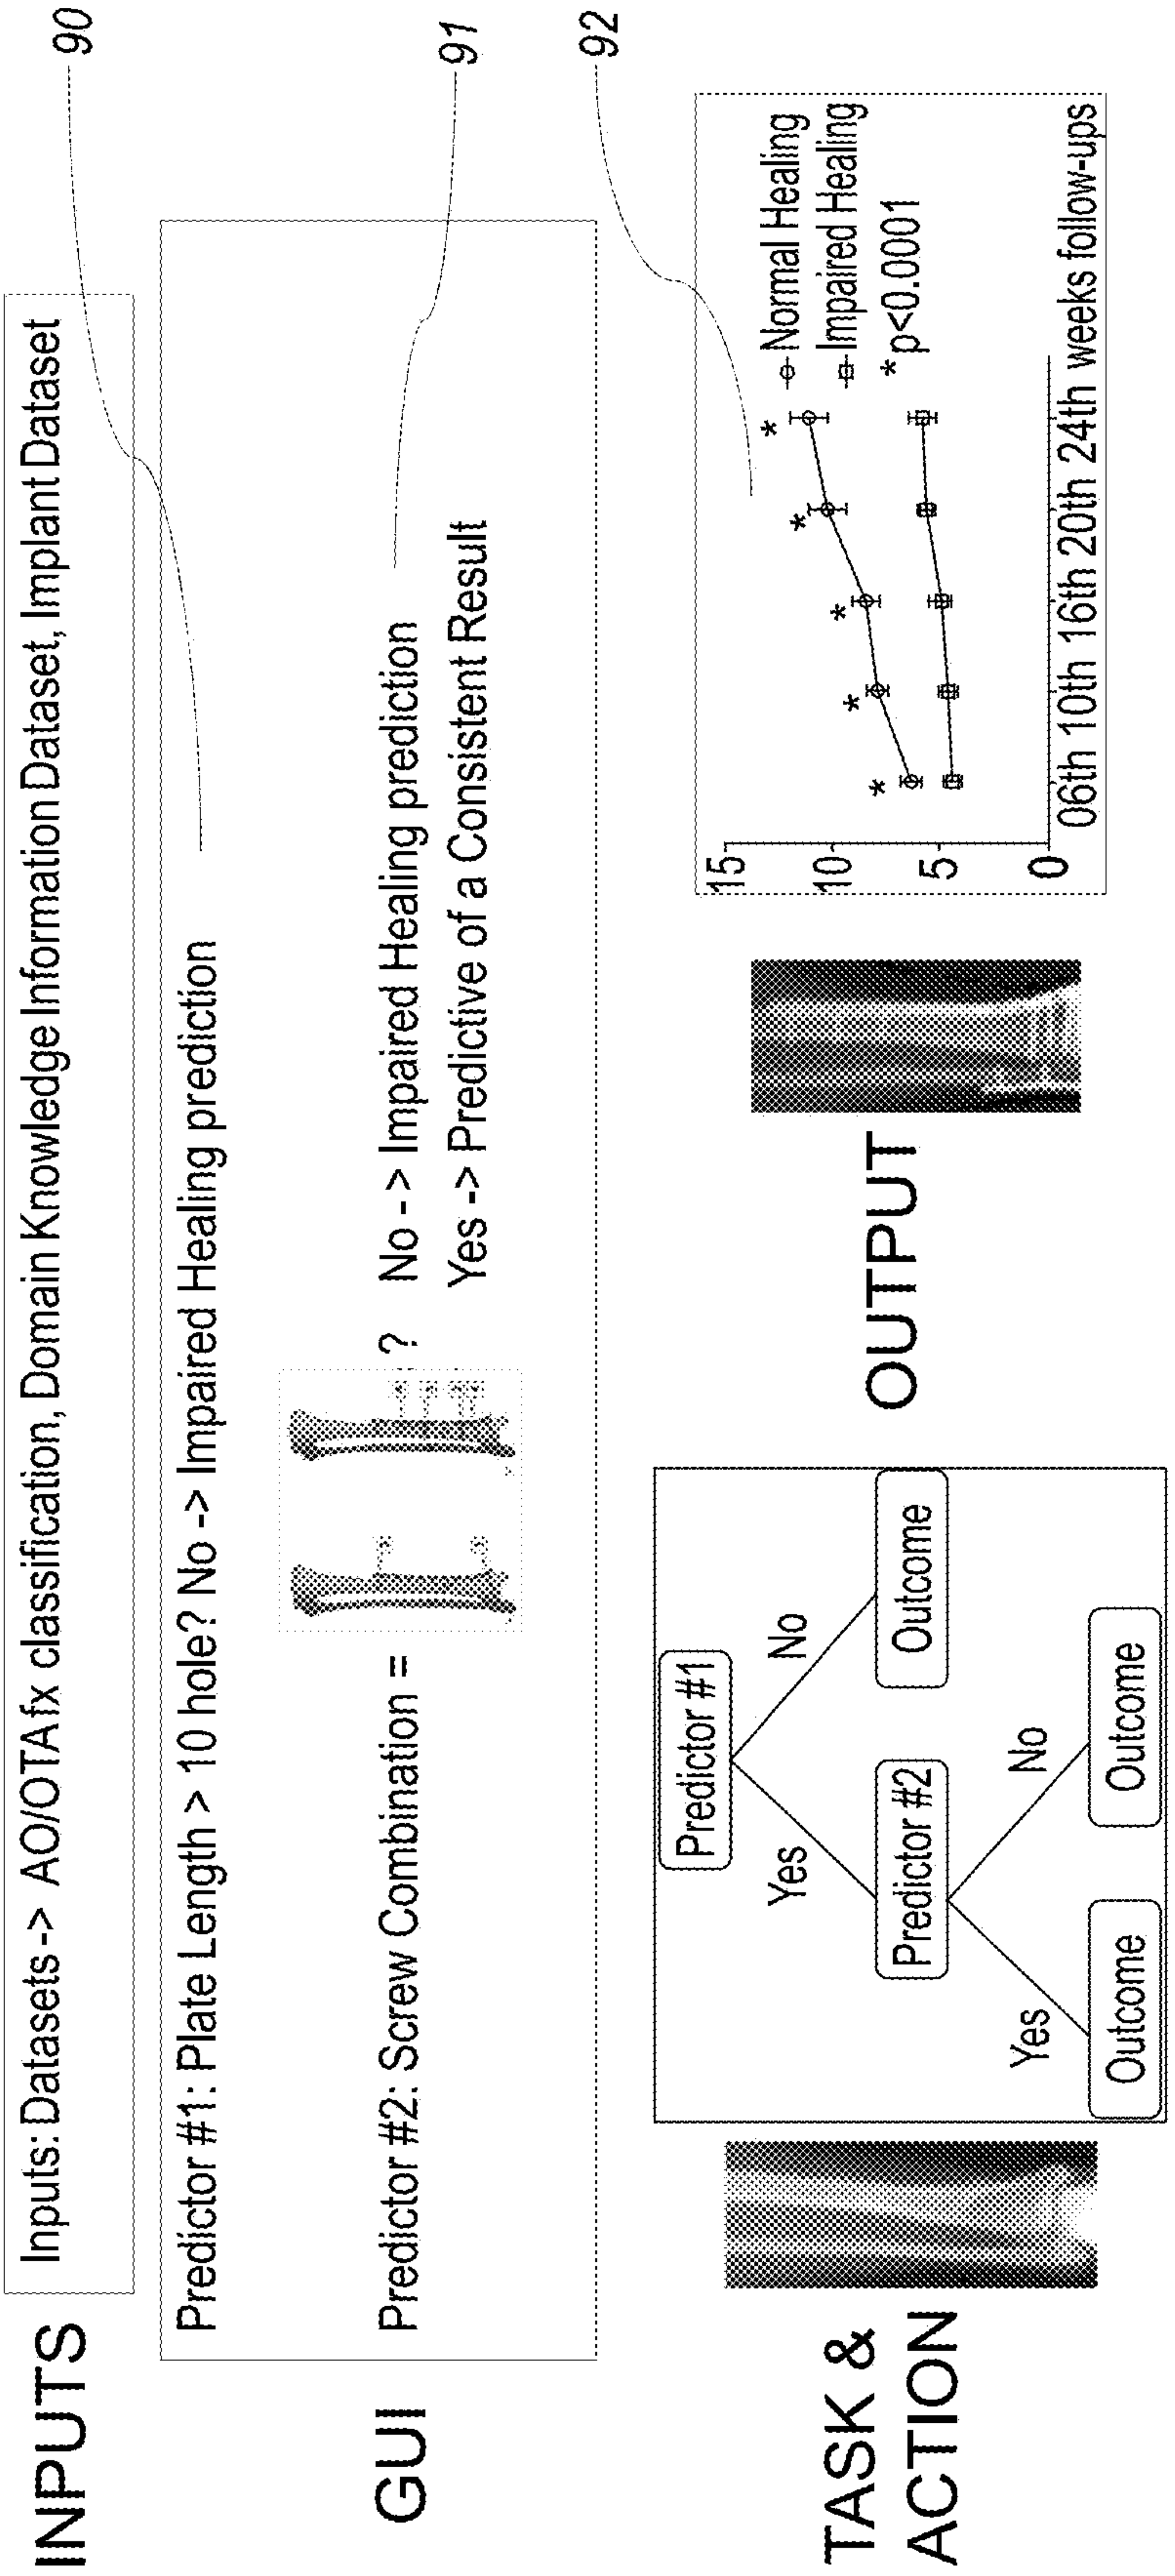 INPUTS
Inputs: Datasets -> AO/OTA fx classification, Domain Knowledge Information Dataset, Implant Dataset
90
GUI
Predictor #1: Plate Length > 10 hole? No -> Impaired Healing prediction
Predictor #2: Screw Combination =
? No -> Impaired Healing prediction
Yes -> Predictive of a Consistent Result
91
TASK &
ACTION
Predictor #1
Yes
No
Predictor #2
Outcome
Yes
No
Outcome
Outcome
OUTPUT
92
15
10
5
0
* * * * *
Normal Healing
Impaired Healing
* p<0.0001
06th 10th 16th 20th 24th weeks follow-ups